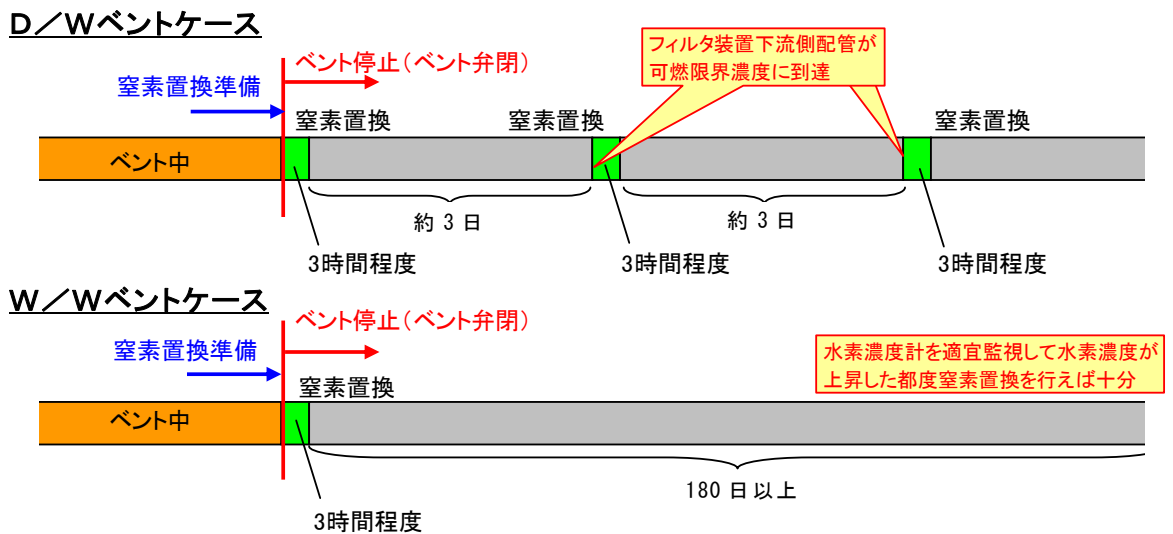 D/Wベントケース
フィルタ装置下流側配管が
可燃限界濃度に到達
ベント停止(ベント弁閉)
窒素置換準備
窒素置換
窒素置換
窒素置換
ベント中
約 3 日
約 3 日
3時間程度
3時間程度
3時間程度
W/Wベントケース
ベント停止(ベント弁閉)
窒素置換準備
水素濃度計を適宜監視して水素濃度が
上昇した都度窒素置換を行えば十分
窒素置換
ベント中
180 日以上
3時間程度